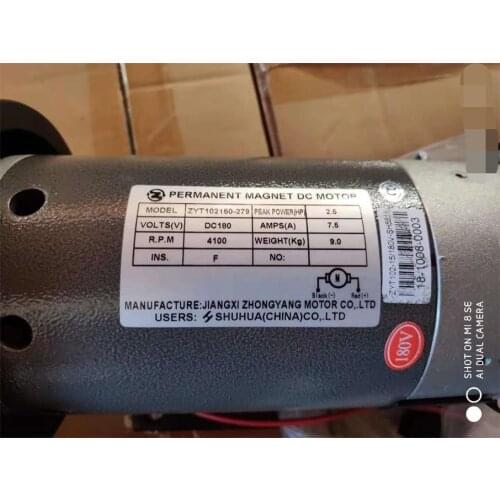 PERMANENT MAGNET DC MOTOR
MODEL ZYT102150-279 PEAK POWER(HP 2.5
VOLTS(V) DC180 AMPS(A) 7.5
R.P.M 4100 WEIGHT(Kg) 9.0
INS. F NO:
M
Black(-) Red(+)
MANUFACTURE:JIANGXI ZHONGYANG MOTOR CO,.LTD
USERS: SHUHUA(CHINA)CO,.LTD
18-1008-0003
180V
SHOT ON MI 8 SE
AI DUAL CAMERA